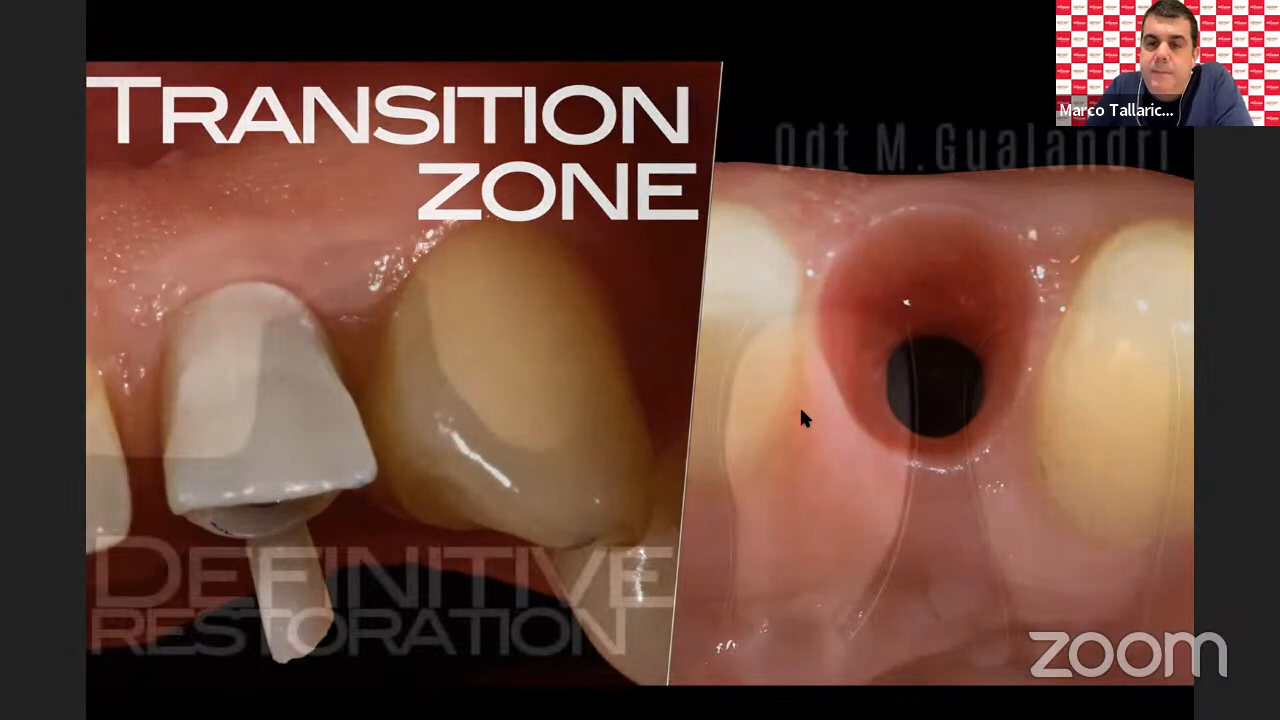 TRANSITION
ZONE
Odt M.Gualandri
DEFINITIVE
RESTORATION
Marco Tallaric...
zoom